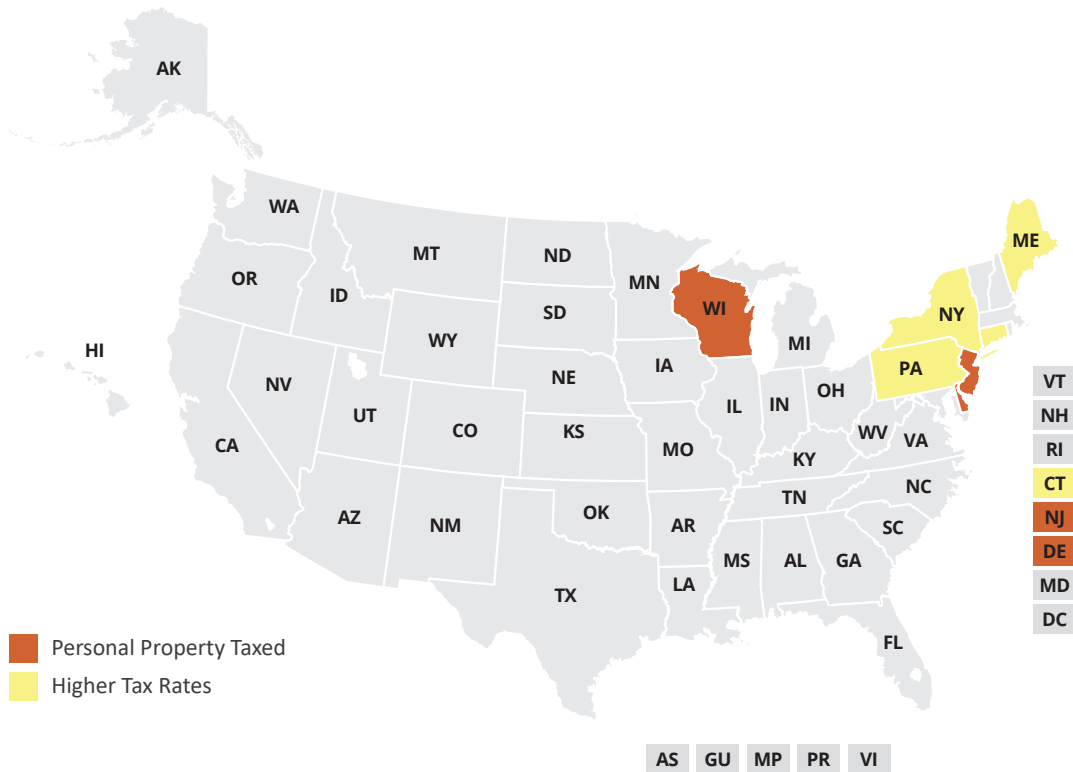 AK
WA
ME
MT
ND
MN
OR
ID
WI
NY
SD
WY
MI
HI
IA
PA
NE
NV
OH
VT
IL
IN
UT
NH
CO
KS
WV
VA
CA
MO
RI
KY
CT
NC
TN
OK
AZ
NJ
NM
AR
SC
DE
MS
AL
GA
LA
MD
TX
DC
FL
Personal Property Taxed
Higher Tax Rates
AS GU MP PR VI